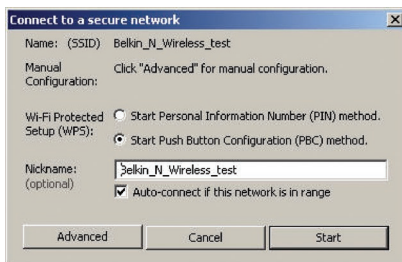 Connect to a secure network
Name: (SSID) Belkin_N_Wireless_test
Manual Configuration: Click "Advanced" for manual configuration.
Wi-Fi Protected Setup (WPS): Start Personal Information Number (PIN) method.
Start Push Button Configuration (PBC) method.
Nickname: (optional) Belkin_N_Wireless_test
Auto-connect if this network is in range
Advanced Cancel Start